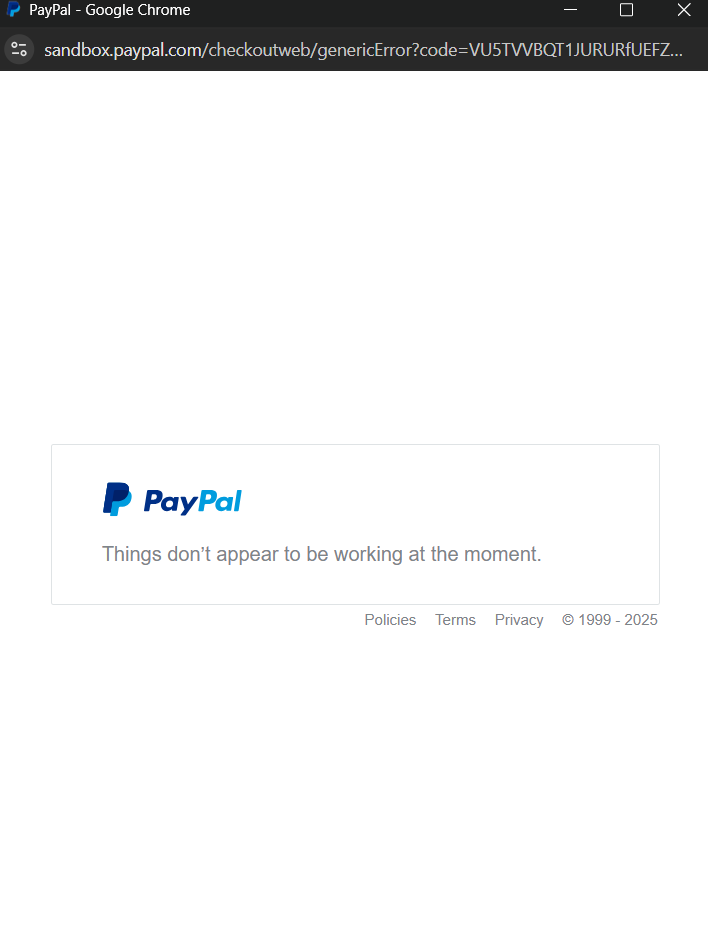 PayPal - Google Chrome
sandbox.paypal.com/checkoutweb/genericError?code=VU5TVVBQT1JURURfUEFZ...
PayPal
Things don’t appear to be working at the moment.
Policies Terms Privacy © 1999 - 2025